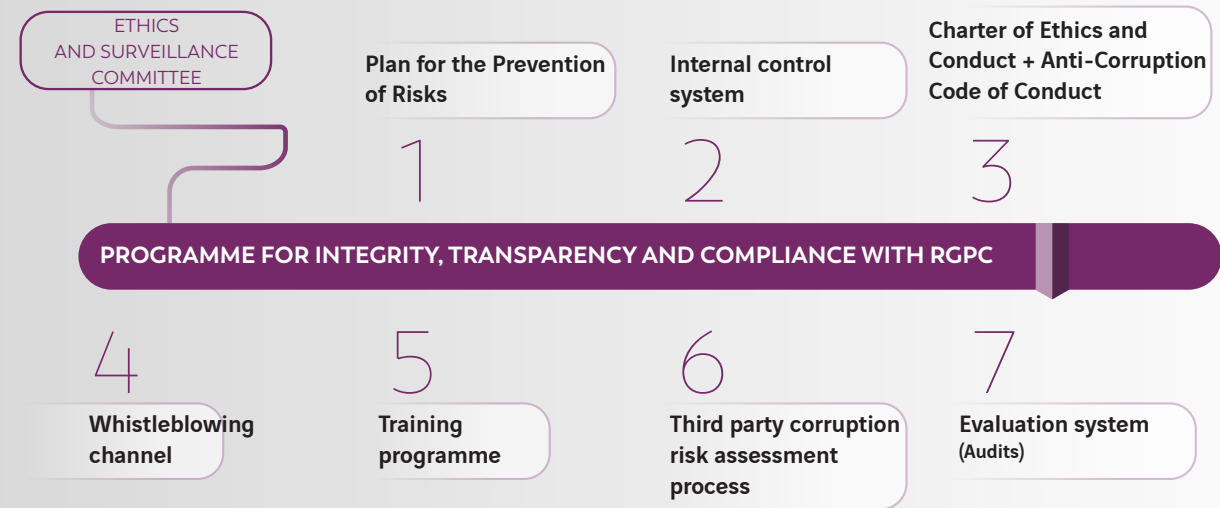 ETHICS
AND SURVEILLANCE
COMMITTEE
Plan for the Prevention
of Risks
1
Internal control
system
2
Charter of Ethics and
Conduct + Anti-Corruption
Code of Conduct
3
PROGRAMME FOR INTEGRITY, TRANSPARENCY AND COMPLIANCE WITH RGPC
4
Whistleblowing
channel
5
Training
programme
6
Third party corruption
risk assessment
process
7
Evaluation system
(Audits)